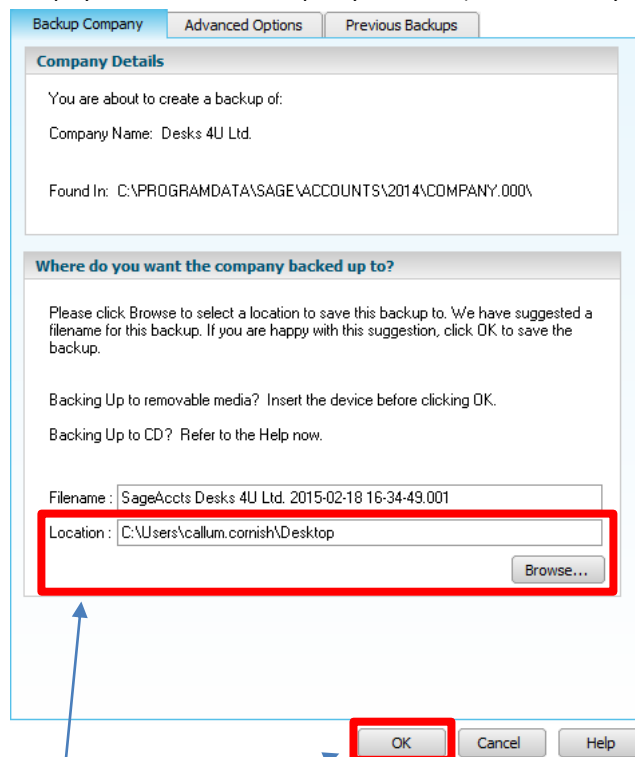 Backup Company Advanced Options Previous Backups
Company Details
You are about to create a backup of:
Company Name: Desks 4U Ltd.
Found In: C:\PROGRAMDATA\SAGE\ACCOUNTS\2014\COMPANY.000\
Where do you want the company backed up to?
Please click Browse to select a location to save this backup to. We have suggested a
filename for this backup. If you are happy with this suggestion, click OK to save the
backup.
Backing Up to removable media? Insert the device before clicking OK.
Backing Up to CD? Refer to the Help now.
Filename : SageAccts Desks 4U Ltd. 2015-02-18 16-34-49.001
Location : C:\Users\callum.cornish\Desktop
Browse...
OK Cancel Help